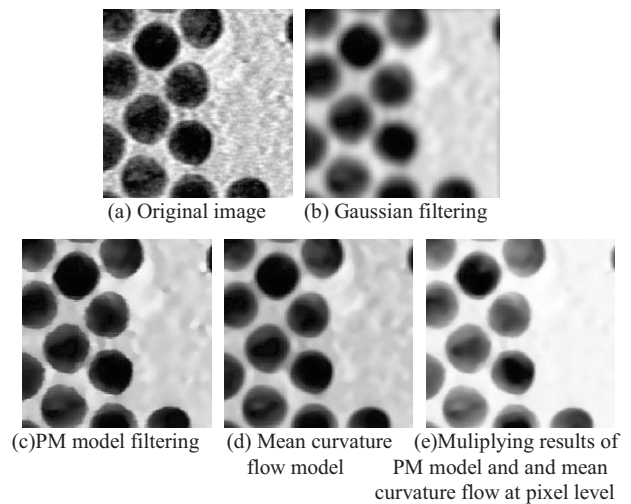 (a) Original image
(b) Gaussian filtering
(c)PM model filtering
(d) Mean curvature
flow model
(e)Muliplying results of
PM model and and mean
curvature flow at pixel level